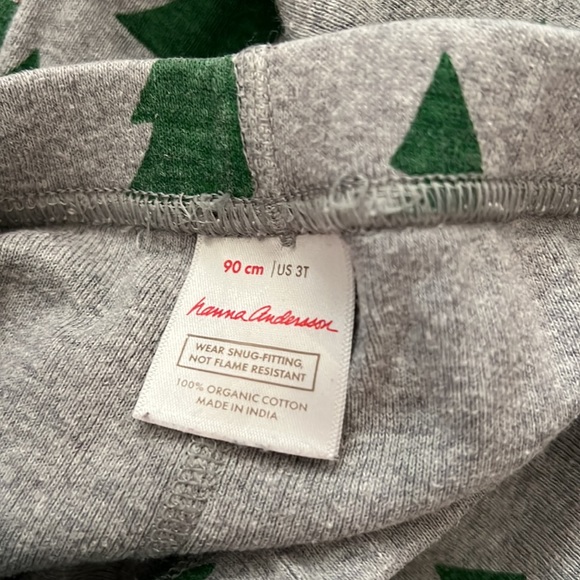 90 cm | US 3T
hanna andersson
WEAR SNUG-FITTING,
NOT FLAME RESISTANT
100% ORGANIC COTTON
MADE IN INDIA